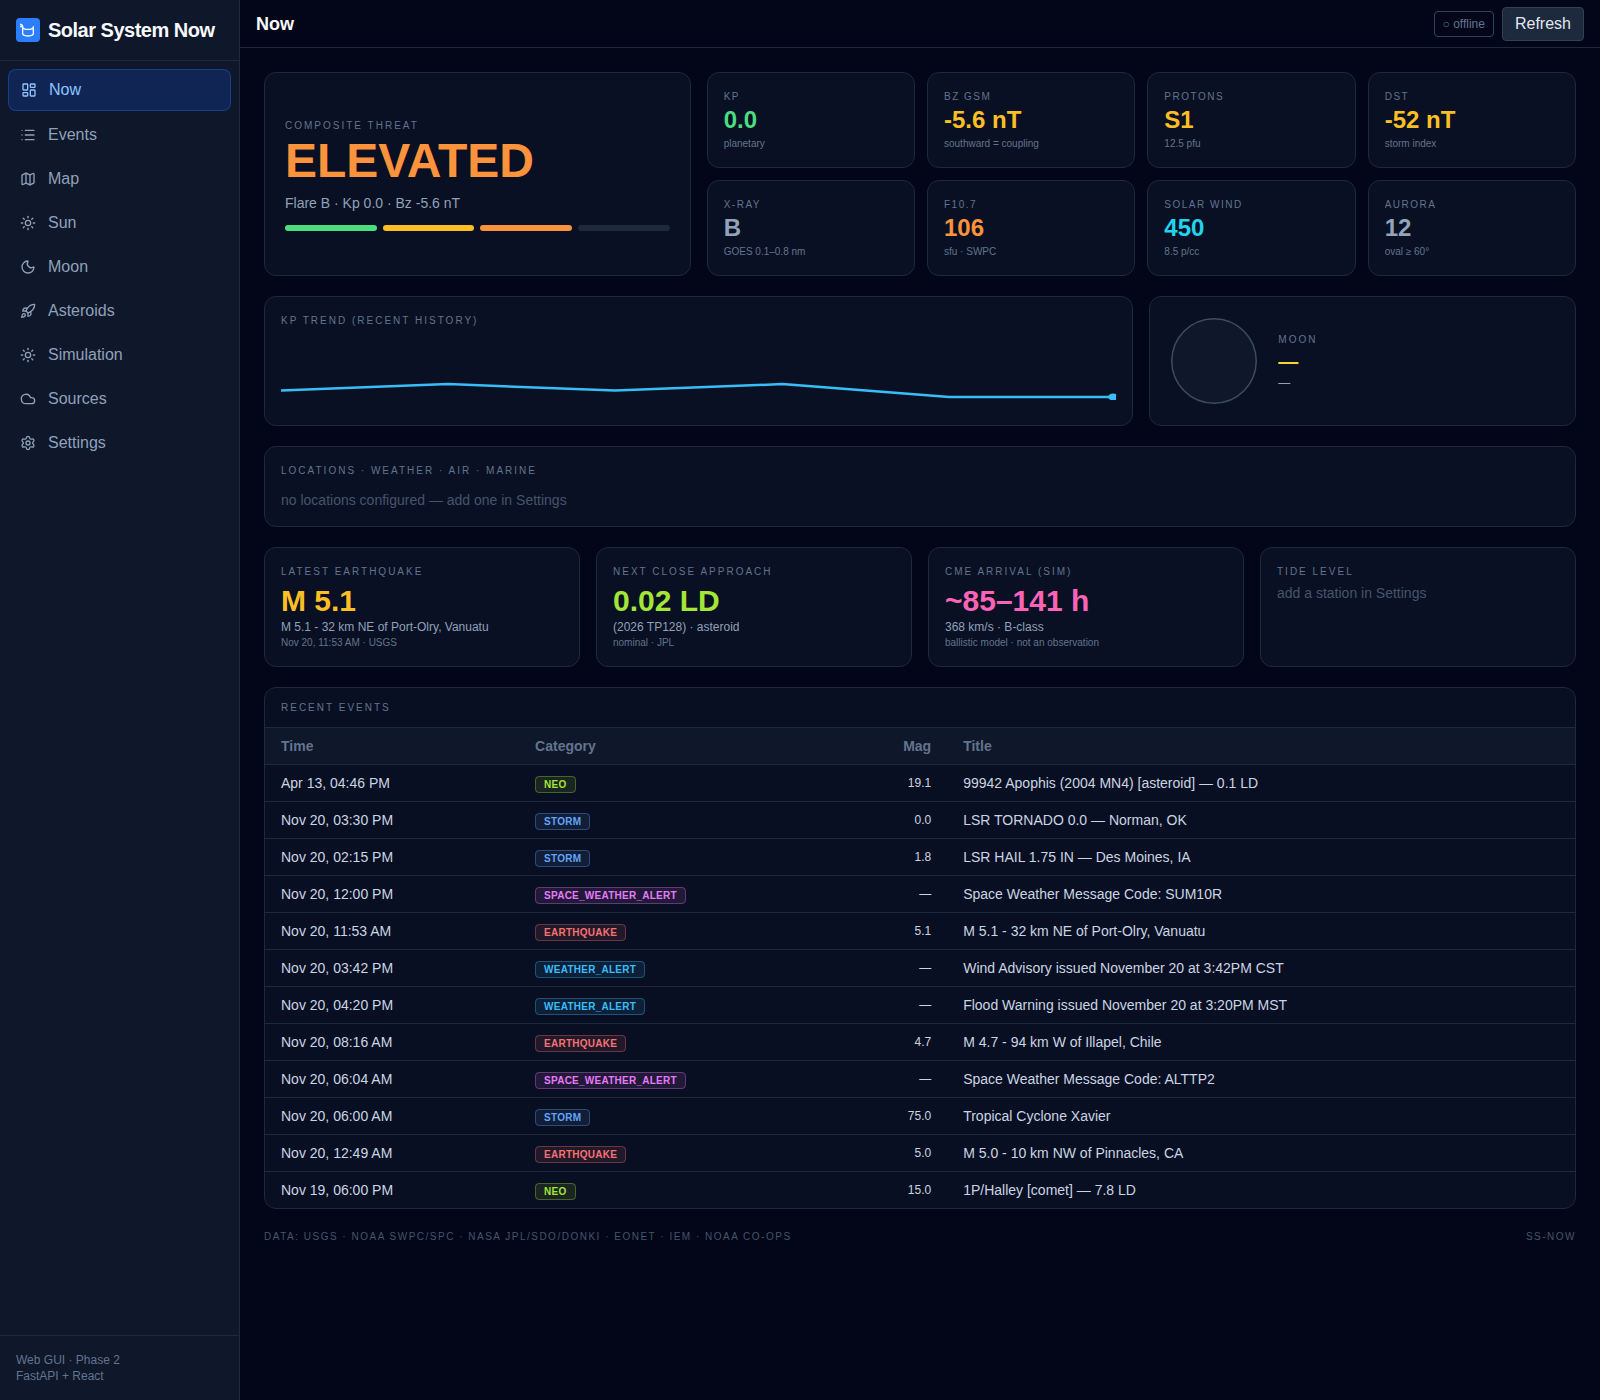 Solar System Now
Now
Events
Map
Sun
Moon
Asteroids
Simulation
Sources
Settings
Web GUI · Phase 2
FastAPI + React
Now
○ offline
Refresh
COMPOSITE THREAT
ELEVATED
Flare B · Kp 0.0 · Bz -5.6 nT
KP
0.0
planetary
BZ GSM
-5.6 nT
southward = coupling
PROTONS
S1
12.5 pfu
DST
-52 nT
storm index
X-RAY
B
GOES 0.1–0.8 nm
F10.7
106
sfu · SWPC
SOLAR WIND
450
8.5 p/cc
AURORA
12
oval ≥ 60°
KP TREND (RECENT HISTORY)
MOON
—
—
LOCATIONS · WEATHER · AIR · MARINE
no locations configured — add one in Settings
LATEST EARTHQUAKE
M 5.1
M 5.1 - 32 km NE of Port-Olry, Vanuatu
Nov 20, 11:53 AM · USGS
NEXT CLOSE APPROACH
0.02 LD
(2026 TP128) · asteroid
nominal · JPL
CME ARRIVAL (SIM)
~85–141 h
368 km/s · B-class
ballistic model · not an observation
TIDE LEVEL
add a station in Settings
RECENT EVENTS
Time Category Mag Title
Apr 13, 04:46 PM NEO 19.1 99942 Apophis (2004 MN4) [asteroid] — 0.1 LD
Nov 20, 03:30 PM STORM 0.0 LSR TORNADO 0.0 — Norman, OK
Nov 20, 02:15 PM STORM 1.8 LSR HAIL 1.75 IN — Des Moines, IA
Nov 20, 12:00 PM SPACE_WEATHER_ALERT — Space Weather Message Code: SUM10R
Nov 20, 11:53 AM EARTHQUAKE 5.1 M 5.1 - 32 km NE of Port-Olry, Vanuatu
Nov 20, 03:42 PM WEATHER_ALERT — Wind Advisory issued November 20 at 3:42PM CST
Nov 20, 04:20 PM WEATHER_ALERT — Flood Warning issued November 20 at 3:20PM MST
Nov 20, 08:16 AM EARTHQUAKE 4.7 M 4.7 - 94 km W of Illapel, Chile
Nov 20, 06:04 AM SPACE_WEATHER_ALERT — Space Weather Message Code: ALTTP2
Nov 20, 06:00 AM STORM 75.0 Tropical Cyclone Xavier
Nov 20, 12:49 AM EARTHQUAKE 5.0 M 5.0 - 10 km NW of Pinnacles, CA
Nov 19, 06:00 PM NEO 15.0 1P/Halley [comet] — 7.8 LD
DATA: USGS · NOAA SWPC/SPC · NASA JPL/SDO/DONKI · EONET · IEM · NOAA CO-OPS
SS-NOW